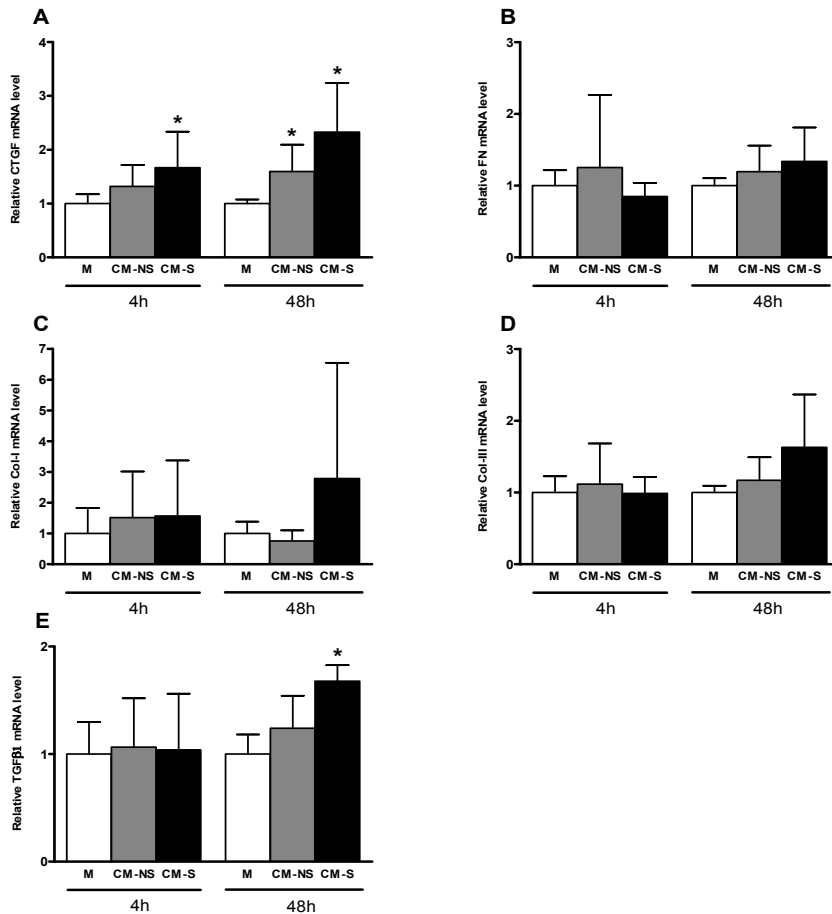 A
Relative CTGF mRNA level
4
3
2
1
0
*
*
*
M CM-NS CM-S M CM-NS CM-S
4h 48h
B
Relative FN mRNA level
3
2
1
0
M CM-NS CM-S M CM-NS CM-S
4h 48h
C
Relative Col-I mRNA level
7
6
5
4
3
2
1
0
M CM-NS CM-S M CM-NS CM-S
4h 48h
D
Relative Col-III mRNA level
3
2
1
0
M CM-NS CM-S M CM-NS CM-S
4h 48h
E
Relative TGFβ1 mRNA level
2
1
0
*
M CM-NS CM-S M CM-NS CM-S
4h 48h